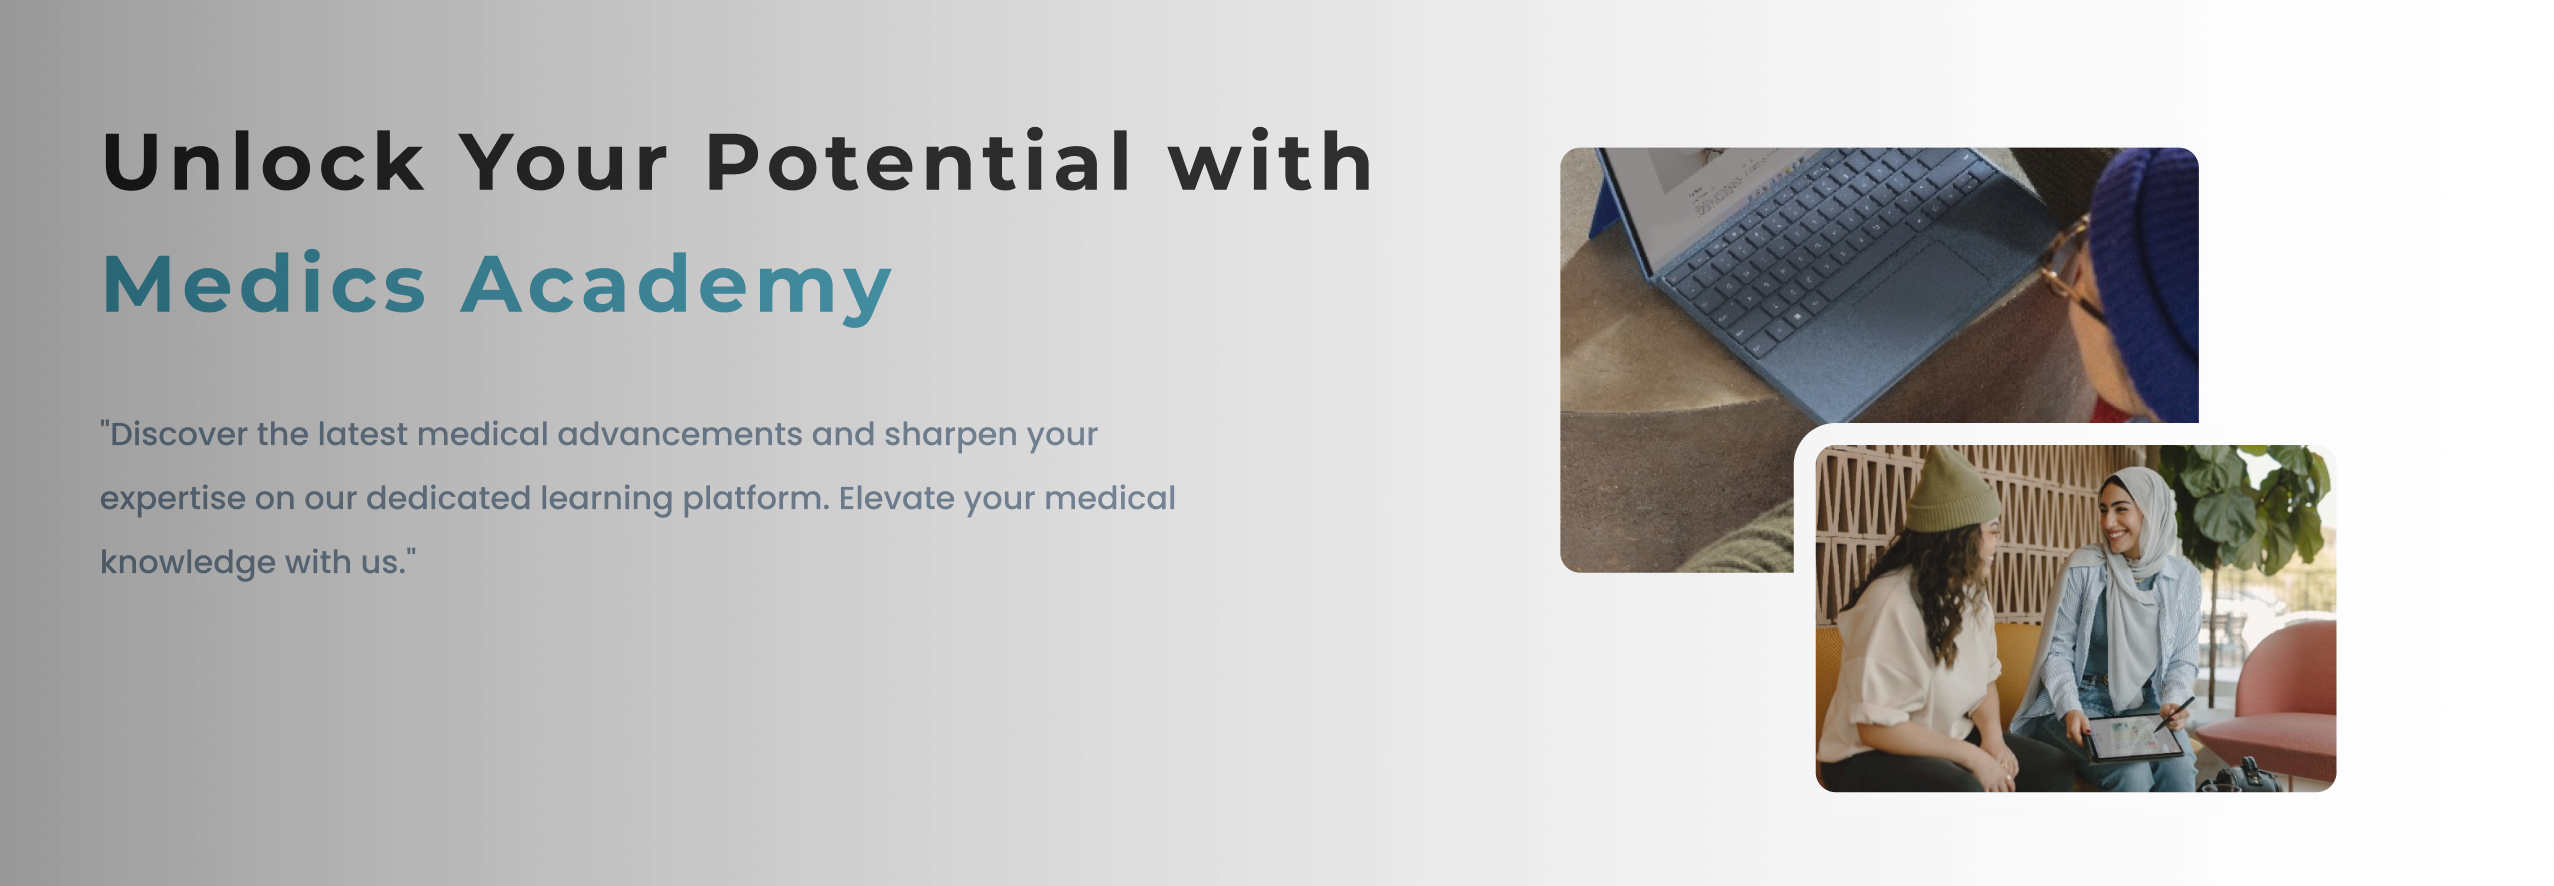 Unlock Your Potential with
Medics Academy
"Discover the latest medical advancements and sharpen your
expertise on our dedicated learning platform. Elevate your medical
knowledge with us."